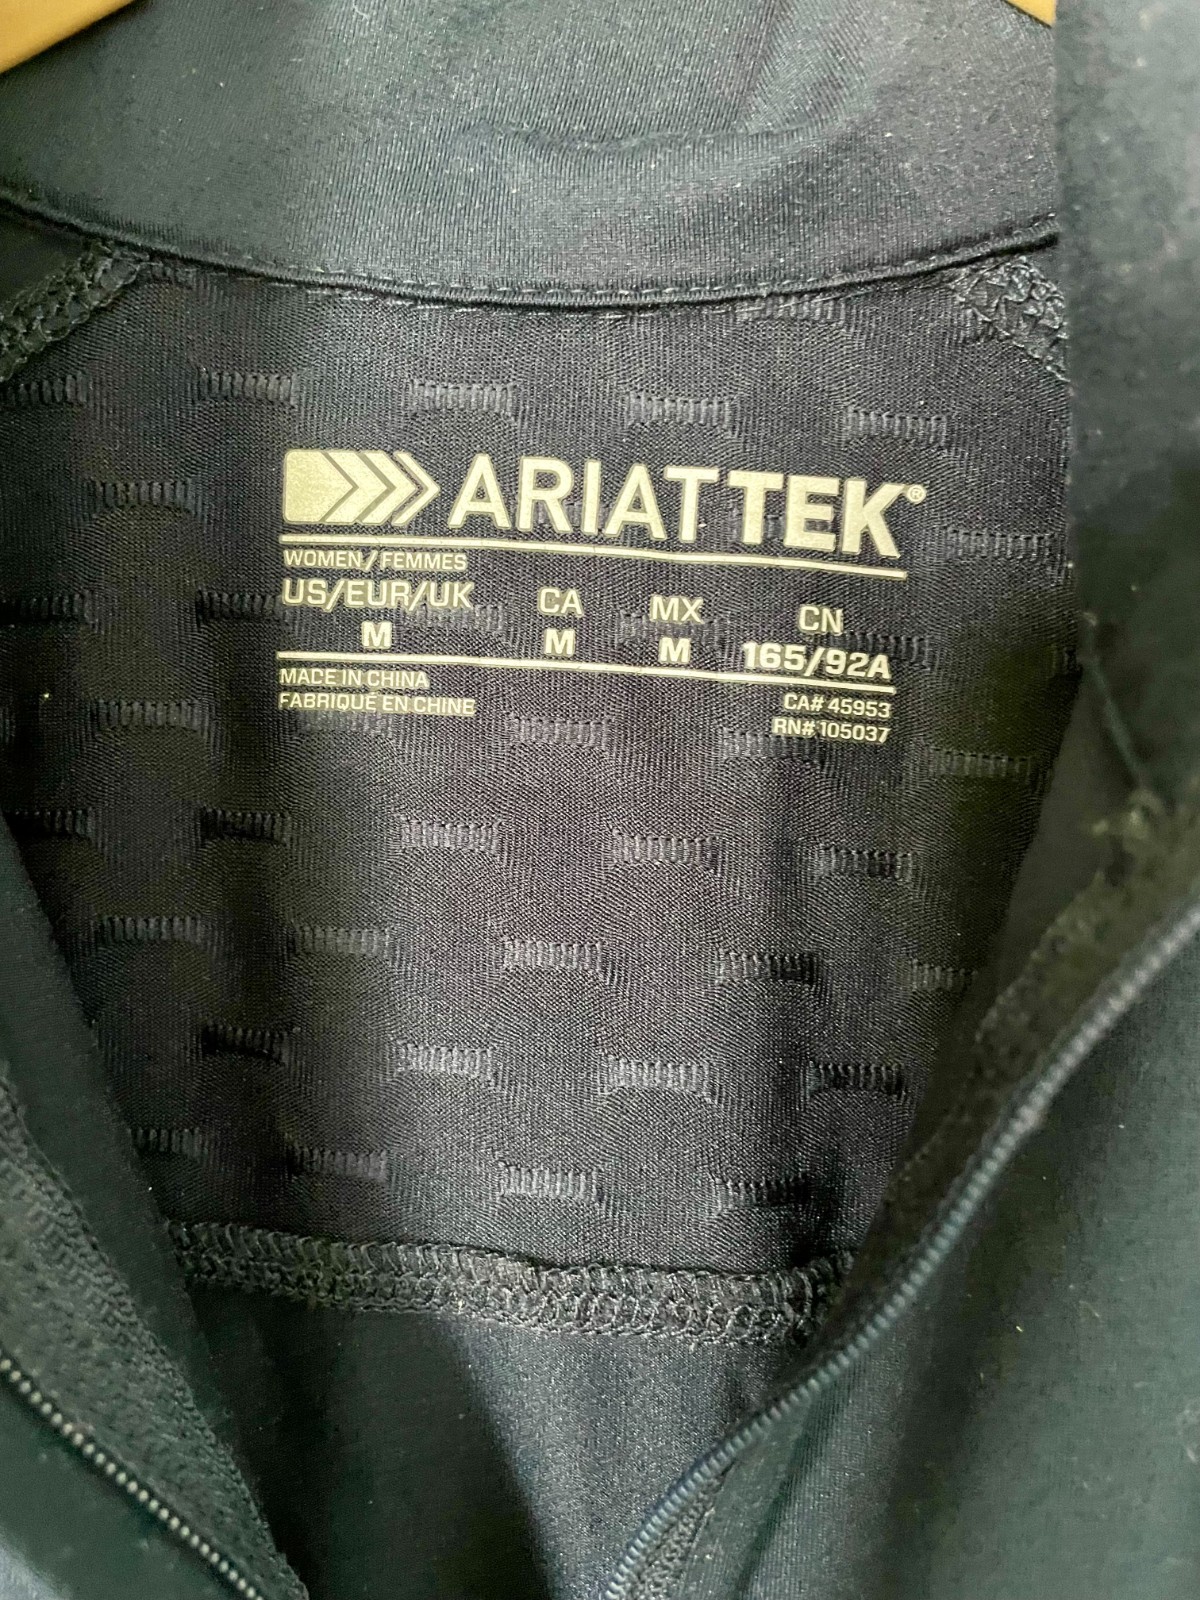 ARIATTEK®
WOMEN/FEMMES
US/EUR/UK CA MX CN
M M M 165/92A
MADE IN CHINA CA# 45953
FABRIQUÉ EN CHINE RN# 105037